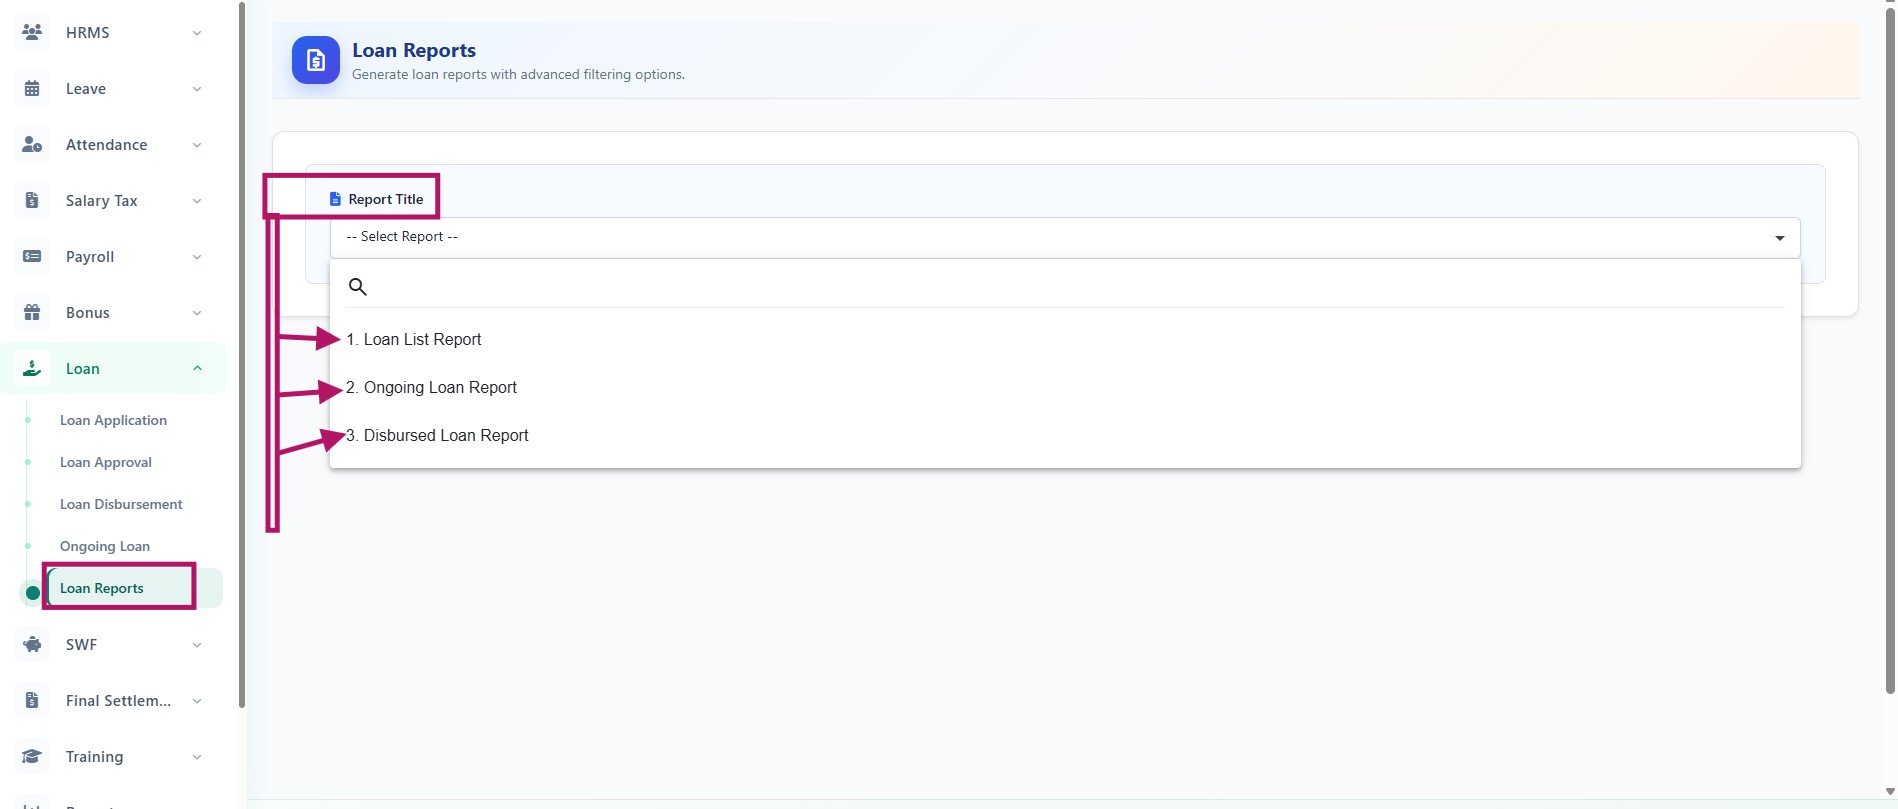 HRMS
Leave
Attendance
Salary Tax
Payroll
Bonus
Loan
Loan Application
Loan Approval
Loan Disbursement
Ongoing Loan
Loan Reports
SWF
Final Settlem...
Training
Loan Reports
Generate loan reports with advanced filtering options.
Report Title
-- Select Report --
1. Loan List Report
2. Ongoing Loan Report
3. Disbursed Loan Report